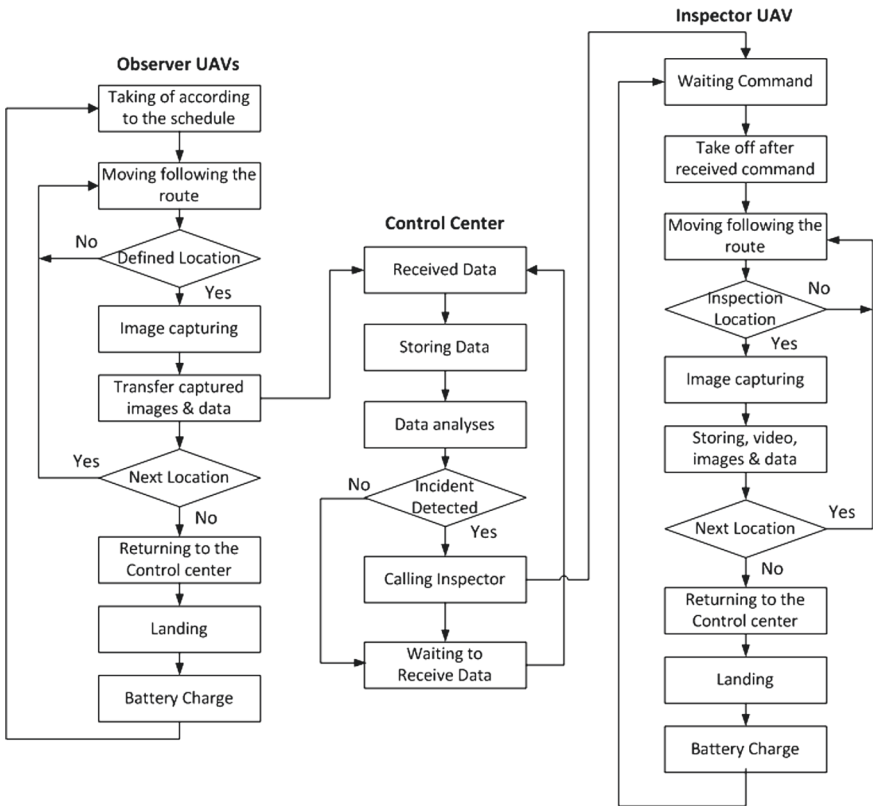 Observer UAVs
Taking of according
to the schedule
Moving following the
route
No
Defined Location
Yes
Image capturing
Transfer captured
images & data
Yes
Next Location
No
Returning to the
Control center
Landing
Battery Charge
Control Center
Received Data
Storing Data
Data analyses
No
Incident
Detected
Yes
Calling Inspector
Waiting to
Receive Data
Inspector UAV
Waiting Command
Take off after
received command
Moving following the
route
Inspection
Location
No
Yes
Image capturing
Storing, video,
images & data
Next Location
Yes
No
Returning to the
Control center
Landing
Battery Charge